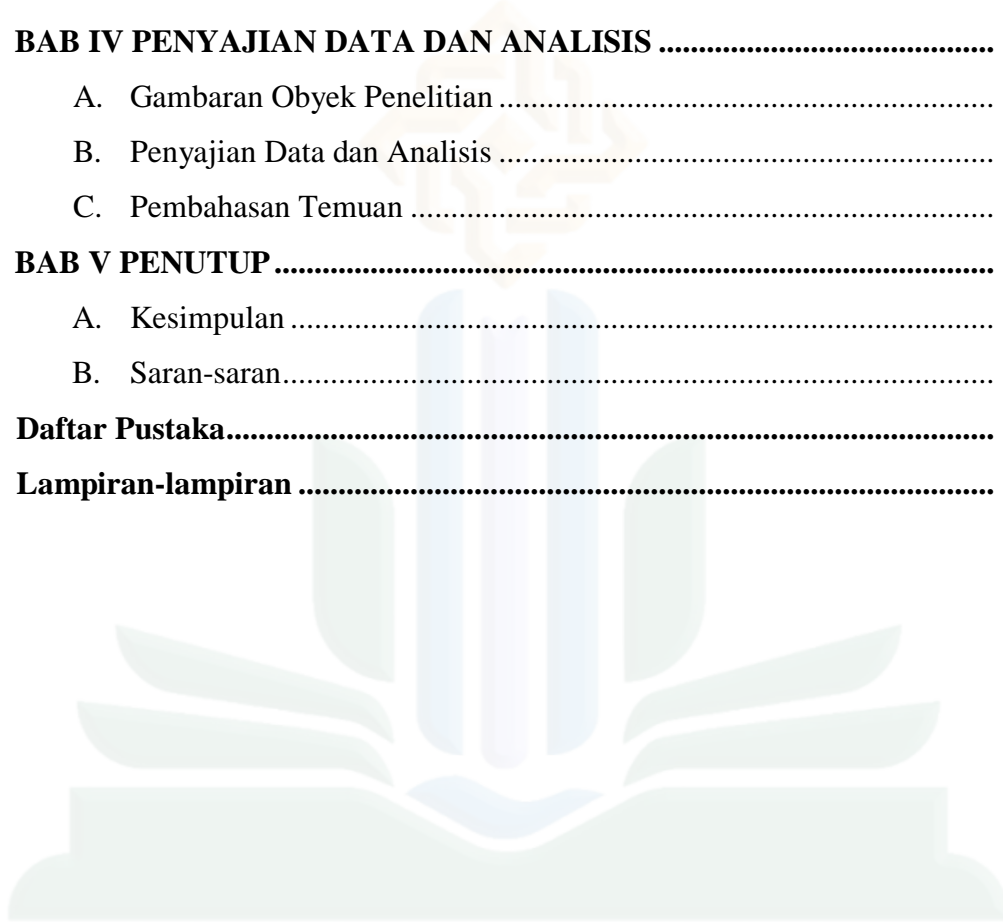 BAB IV PENYAJIAN DATA DAN ANALISIS ..........................................
A. Gambaran Obyek Penelitian ..............................................................
B. Penyajian Data dan Analisis ..............................................................
C. Pembahasan Temuan .........................................................................
BAB V PENUTUP ..........................................................................................
A. Kesimpulan ........................................................................................
B. Saran-saran.........................................................................................
Daftar Pustaka................................................................................................
Lampiran-lampiran .......................................................................................